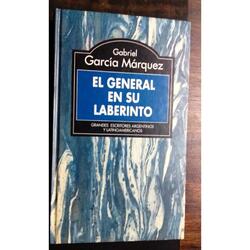 Gabriel
García Márquez
EL GENERAL
EN SU
LABERINTO
GRANDES ESCRITORES ARGENTINOS
Y LATINOAMERICANOS